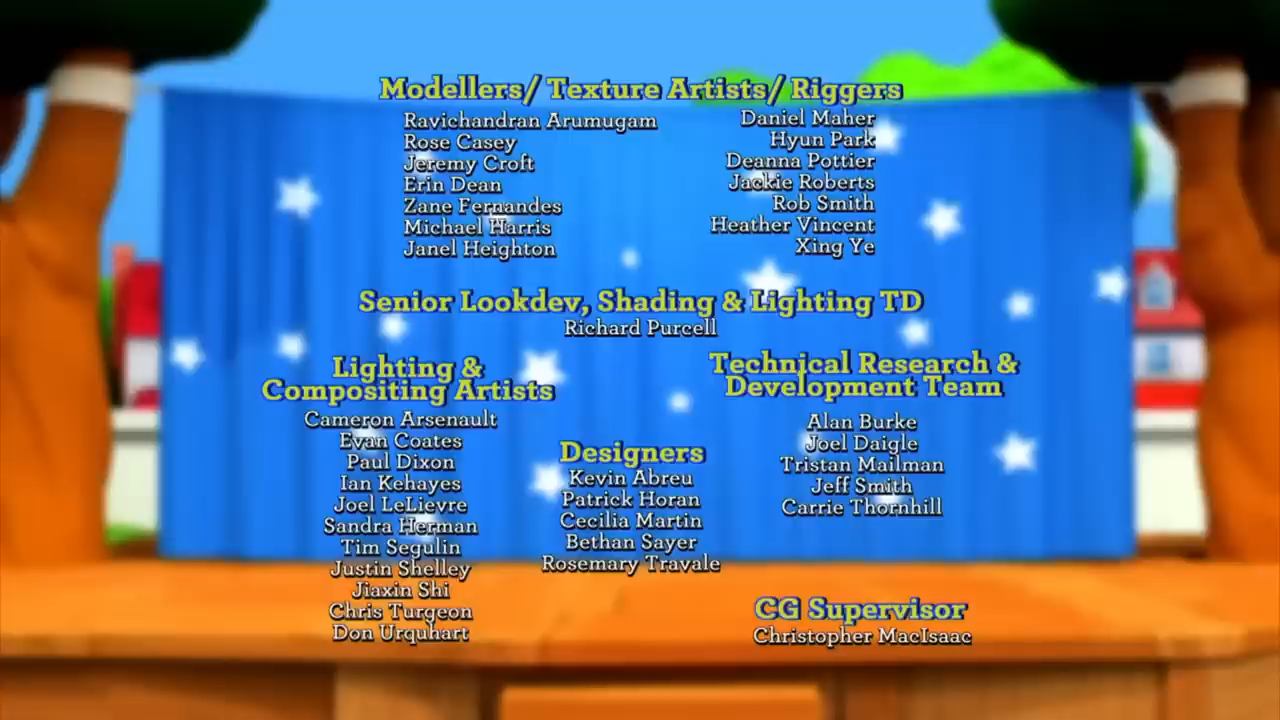 Modellers/ Texture Artists/ Riggers
Ravichandran Arumugam
Rose Casey
Jeremy Croft
Erin Dean
Zane Fernandes
Michael Harris
Janel Heighton
Daniel Maher
Hyun Park
Deanna Pottier
Jackie Roberts
Rob Smith
Heather Vincent
Xing Ye
Senior Lookdev, Shading & Lighting TD
Richard Purcell
Lighting &
Compositing Artists
Cameron Arsenault
Evan Coates
Paul Dixon
Ian Kehayes
Joel LeLievre
Sandra Herman
Tim Segulin
Justin Shelley
Jiaxin Shi
Chris Turgeon
Don Urquhart
Designers
Kevin Abreu
Patrick Horan
Cecilia Martin
Bethan Sayer
Rosemary Travale
Technical Research &
Development Team
Alan Burke
Joel Daigle
Tristan Mailman
Jeff Smith
Carrie Thornhill
CG Supervisor
Christopher MacIsaac